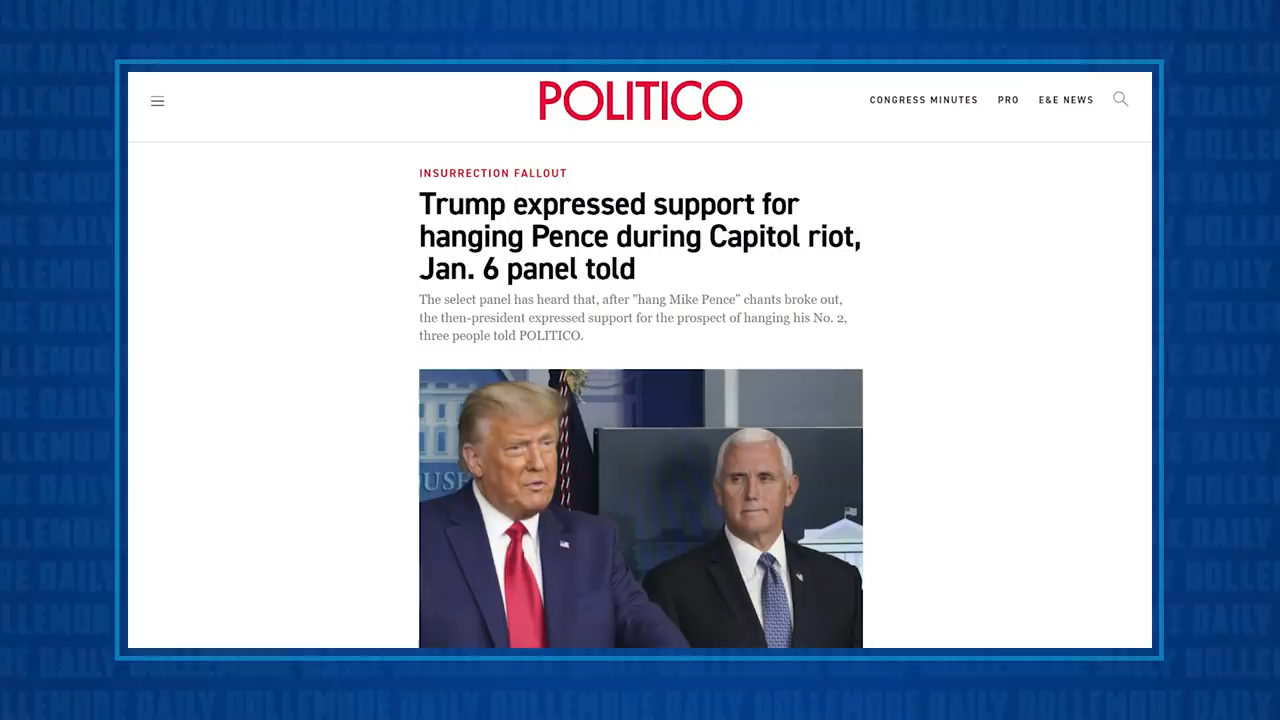 POLITICO
CONGRESS MINUTES PRO E&E NEWS
INSURRECTION FALLOUT
Trump expressed support for
hanging Pence during Capitol riot,
Jan. 6 panel told
The select panel has heard that, after "hang Mike Pence" chants broke out,
the then-president expressed support for the prospect of hanging his No. 2,
three people told POLITICO.